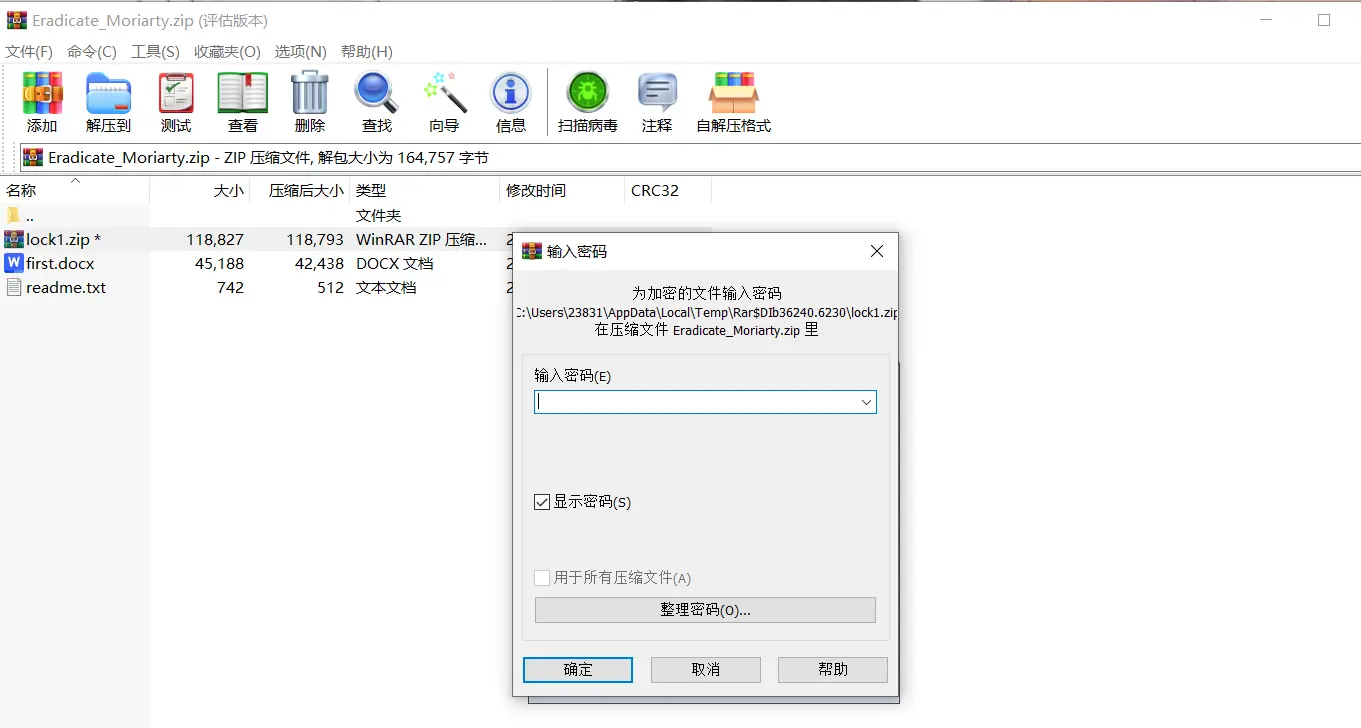 Eradicate_Moriarty.zip (评估版本)
文件(F) 命令(C) 工具(S) 收藏夹(O) 选项(N) 帮助(H)
添加 解压到 测试 查看 删除 查找 向导 信息 扫描病毒 注释 自解压格式
Eradicate_Moriarty.zip - ZIP 压缩文件, 解包大小为 164,757 字节
名称 大小 压缩后大小 类型 修改时间 CRC32
.. 文件夹
lock1.zip * 118,827 118,793 WinRAR ZIP 压缩... 2
first.docx 45,188 42,438 DOCX 文档 2
readme.txt 742 512 文本文档 2
输入密码
为加密的文件输入密码
C:\Users\23831\AppData\Local\Temp\Rar$DIb36240.6230\lock1.zip
在压缩文件 Eradicate_Moriarty.zip 里
输入密码(E)
显示密码(S)
用于所有压缩文件(A)
整理密码(O)...
确定 取消 帮助